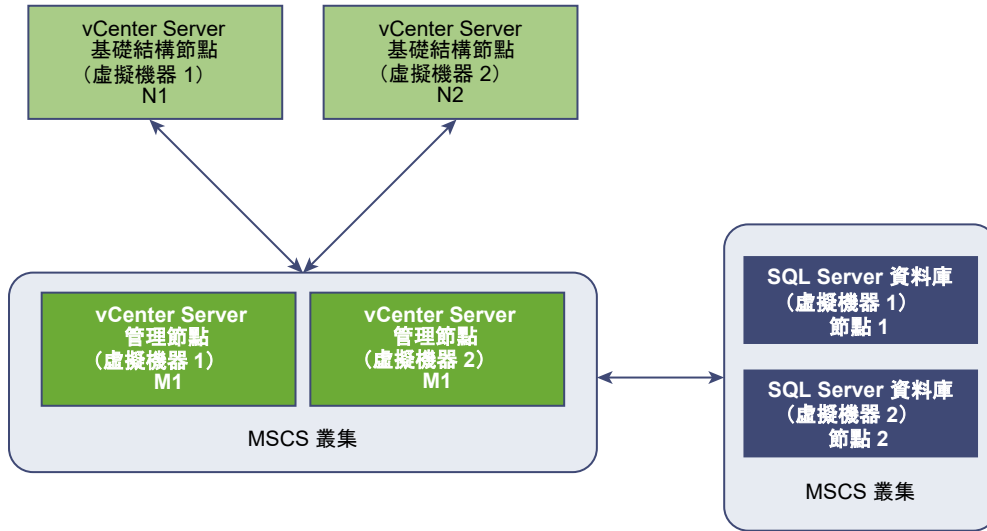 vCenter Server
基礎結構節點
（虛擬機器 1）
N1
vCenter Server
基礎結構節點
（虛擬機器 2）
N2
vCenter Server
管理節點
（虛擬機器 1）
M1
vCenter Server
管理節點
（虛擬機器 2）
M1
MSCS 叢集
SQL Server 資料庫
（虛擬機器 1）
節點 1
SQL Server 資料庫
（虛擬機器 2）
節點 2
MSCS 叢集